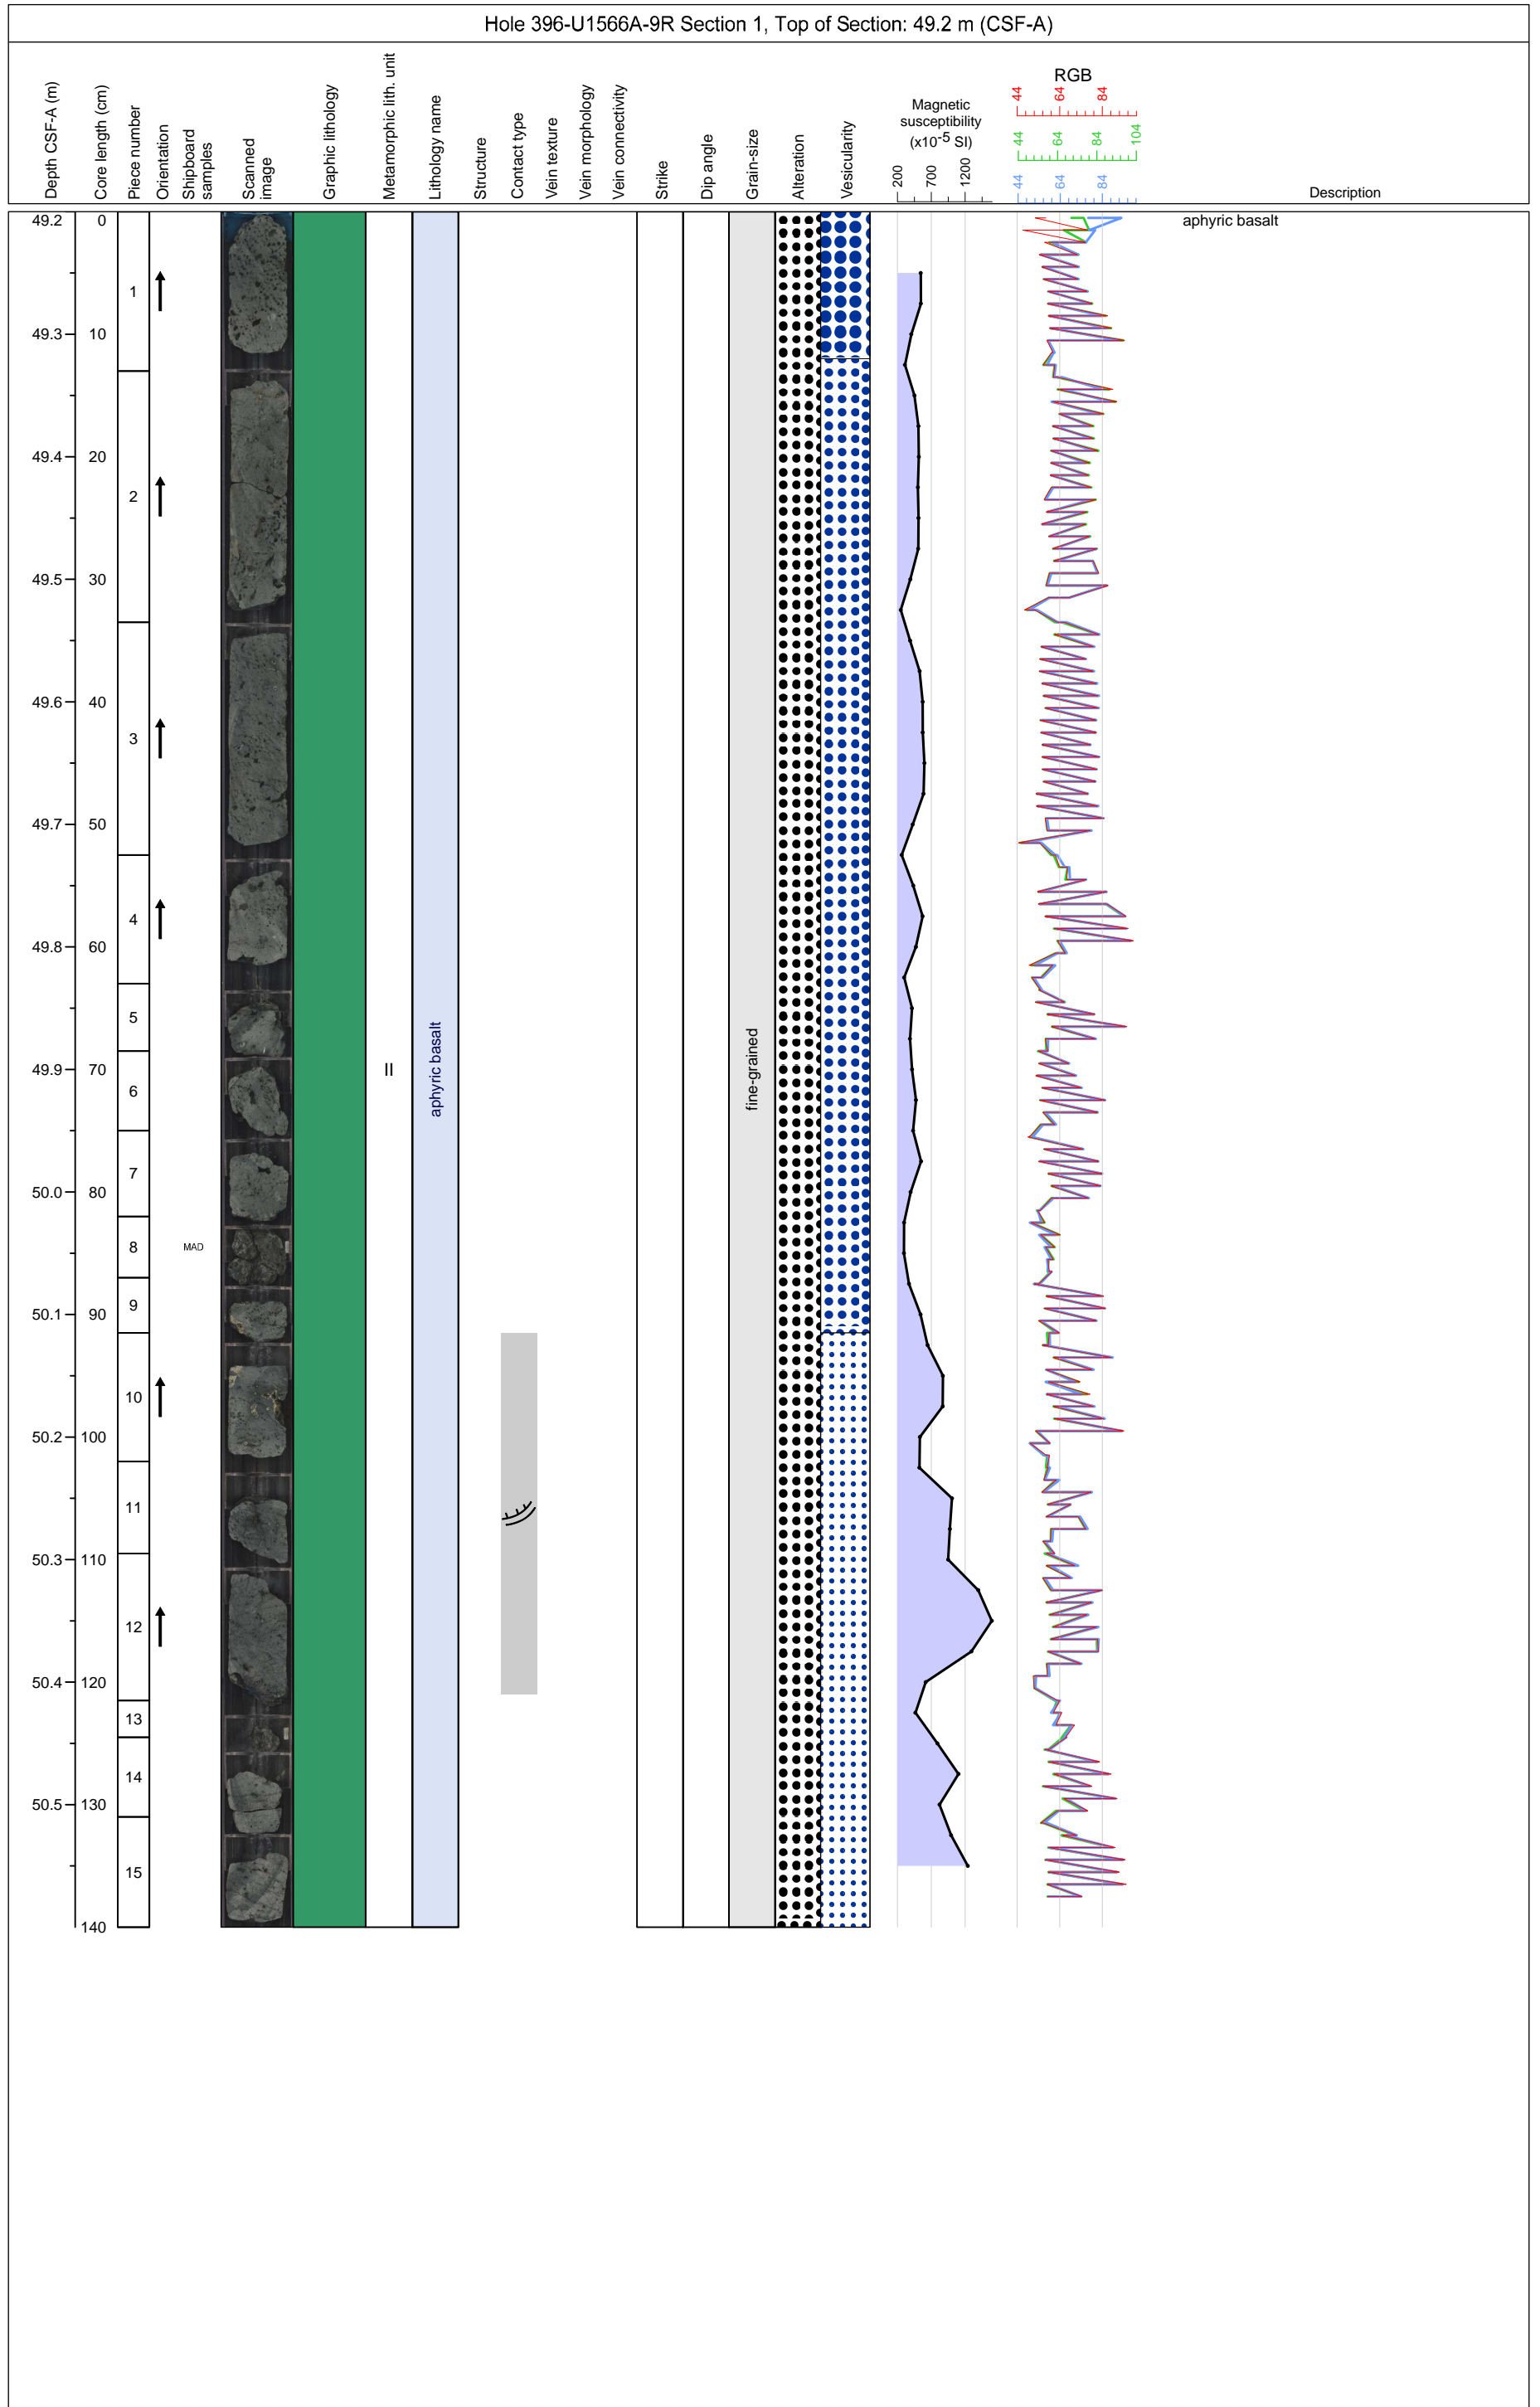 Hole 396-U1566A-9R Section 1, Top of Section: 49.2 m (CSF-A)
Depth CSF-A (m)
Core length (cm)
Piece number
Orientation
Shipboard
samples
Scanned
image
Graphic lithology
Metamorphic lith. unit
Lithology name
Structure
Contact type
Vein texture
Vein morphology
Vein connectivity
Strike
Dip angle
Grain-size
Alteration
Vesicularity
Magnetic
susceptibility
(x10-5 SI)
200 700 1200
RGB
44 64 84
44 64 84 104
44 64 84
Description
49.2 0
aphyric basalt
1
49.3 10
49.4 20
2
49.5 30
49.6 40
3
49.7 50
4
49.8 60
5
49.9 70
II
aphyric basalt
fine-grained
6
7
50.0 80
8
MAD
9
50.1 90
10
50.2 100
11
50.3 110
12
50.4 120
13
14
50.5 130
15
140